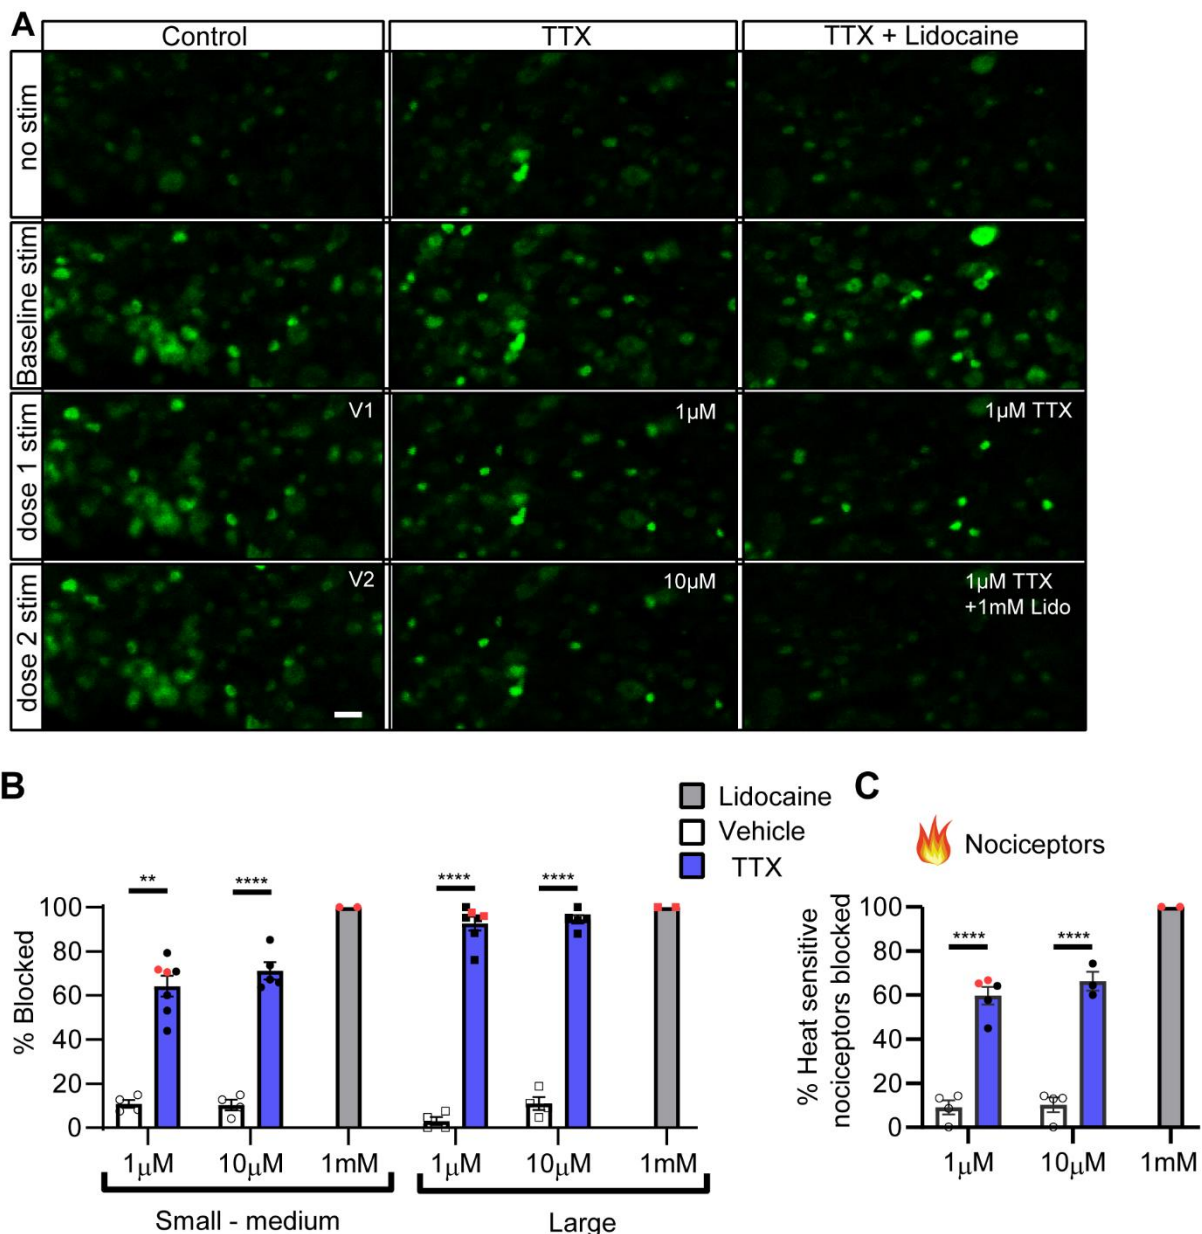 A
Control
TTX
TTX + Lidocaine
no stim
Baseline stim
dose 1 stim
V1
1µM
1µM TTX
dose 2 stim
V2
10µM
1µM TTX
+1mM Lido
B
Lidocaine
Vehicle
TTX
% Blocked
100
80
60
40
20
0
**
****
****
****
1µM
10µM
1mM
1µM
10µM
1mM
Small - medium
Large
C
Nociceptors
% Heat sensitive
nociceptors blocked
100
80
60
40
20
0
****
****
1µM
10µM
1mM